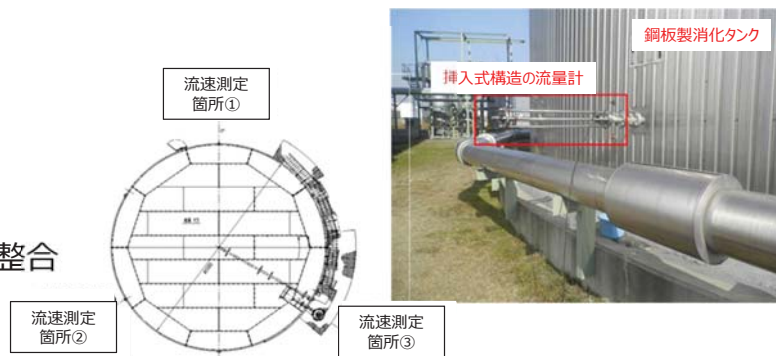 鋼板製消化タンク
挿入式構造の流量計
流速測定
箇所①
整合
流速測定
箇所②
流速測定
箇所③